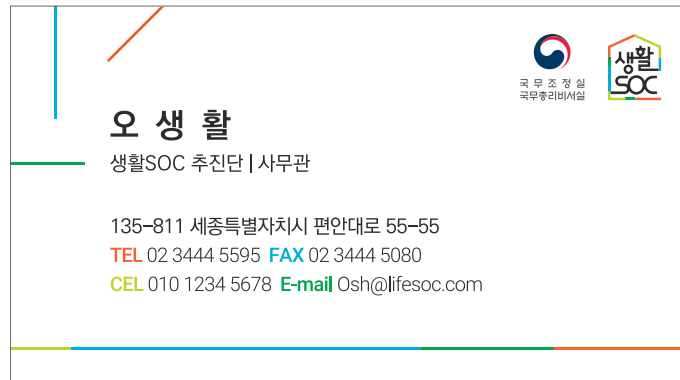 국무조정실
국무총리비서실
생활
SOC
오 생 활
생활SOC 추진단 | 사무관
135-811 세종특별자치시 편안대로 55-55
TEL 02 3444 5595 FAX 02 3444 5080
CEL 010 1234 5678 E-mail Osh@lifesoc.com